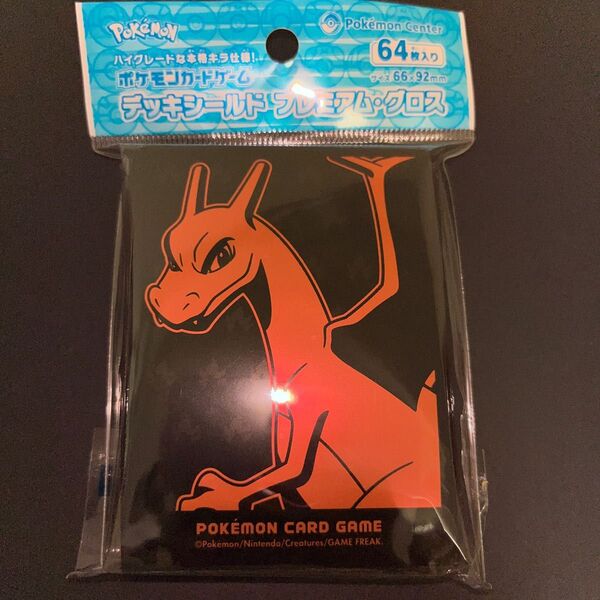 Pokémon
Pokémon Center
ハイグレードな本格キラ仕様!
64枚入り
ポケモンカードゲーム
サイズ 66×92mm
デッキシールド プレミアム・グロス
POKÉMON CARD GAME
©Pokémon/Nintendo/Creatures/GAME FREAK.